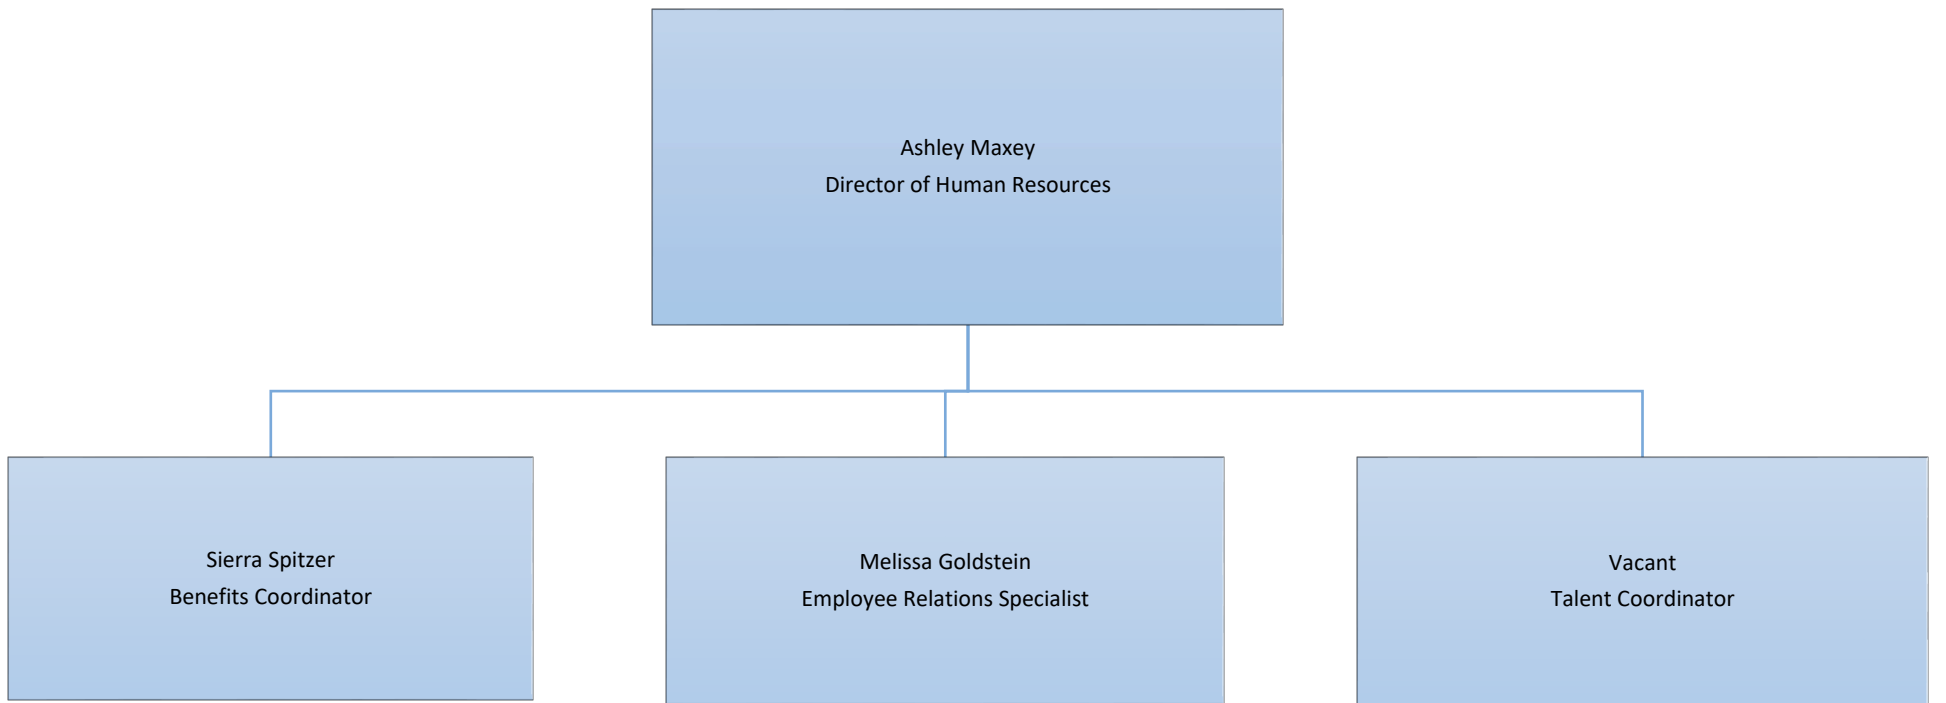 Ashley Maxey
Director of Human Resources
Sierra Spitzer
Benefits Coordinator
Melissa Goldstein
Employee Relations Specialist
Vacant
Talent Coordinator